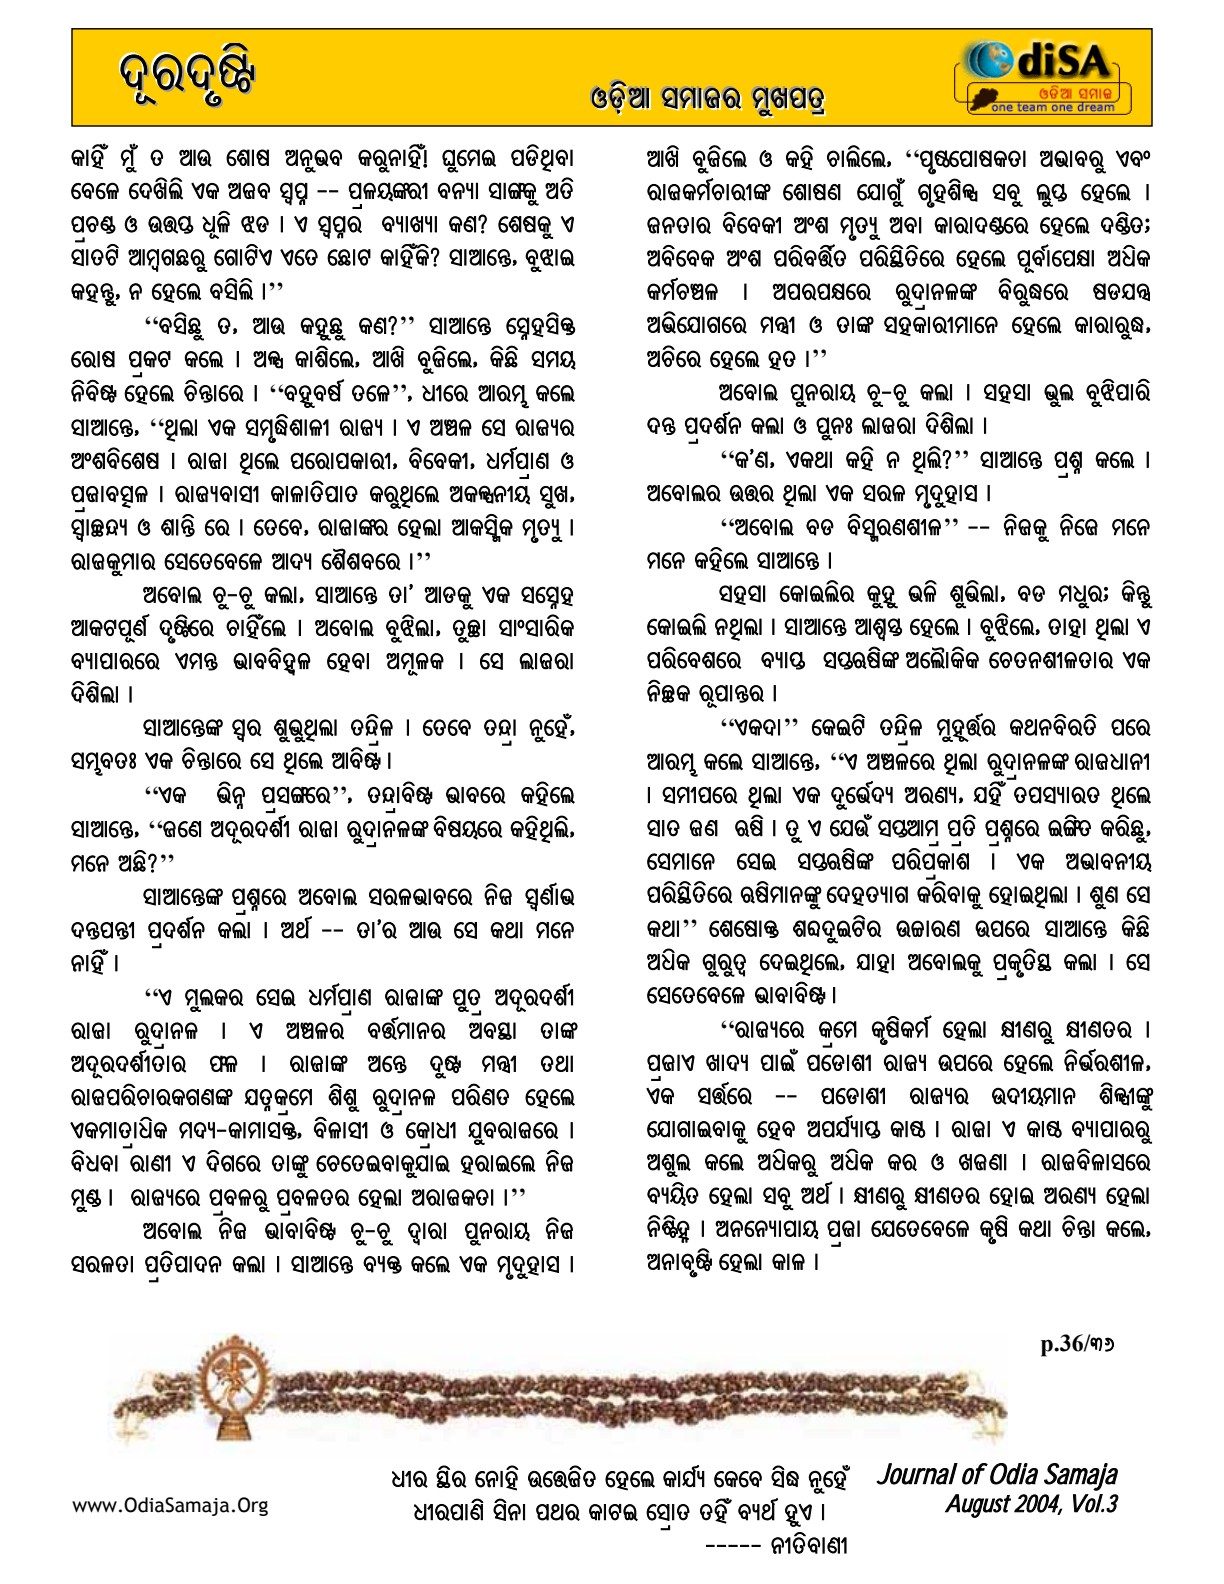 ଦୂରଦୃଷ୍ଟି
ଓଡ଼ିଆ ସମାଜର ମୁଖପତ୍ର
OdiSA
ଓଡ଼ିଆ ସମାଜ
one team one dream
କାହିଁ ମୁଁ ତ ଆଉ ଶୋଷ ଅନୁଭବ କରୁନାହିଁ! ଘୁମେଇ ପଡିଥିବା
ବେଳେ ଦେଖିଲି ଏକ ଅଜବ ସ୍ୱପ୍ନ -- ପ୍ରଳୟଙ୍କରୀ ବନ୍ୟା ସାଙ୍ଗକୁ ଅତି
ପ୍ରଚଣ୍ଡ ଓ ଉତ୍ତପ୍ତ ଧୂଳି ଝଡ । ଏ ସ୍ୱପ୍ନର ବ୍ୟାଖ୍ୟା କଣ? ଶେଷକୁ ଏ
ସାତଟି ଆମ୍ବଗଛରୁ ଗୋଟିଏ ଏତେ ଛୋଟ କାହିଁକି? ସାଆନ୍ତେ, ବୁଝାଇ
କହନ୍ତୁ, ନ ହେଲେ ବସିଲି ।’’
‘‘ବସିଛୁ ତ, ଆଉ କହୁଛୁ କଣ?’’ ସାଆନ୍ତେ ସ୍ନେହସିକ୍ତ
ରୋଷ ପ୍ରକଟ କଲେ । ଅଳ୍ପ କାଶିଲେ, ଆଖି ବୁଜିଲେ, କିଛି ସମୟ
ନିବିଷ୍ଟ ହେଲେ ଚିନ୍ତାରେ । ‘‘ବହୁବର୍ଷ ତଳେ’’, ଧୀରେ ଆରମ୍ଭ କଲେ
ସାଆନ୍ତେ, ‘‘ଥିଲା ଏକ ସମୃଦ୍ଧିଶାଳୀ ରାଜ୍ୟ । ଏ ଅଞ୍ଚଳ ସେ ରାଜ୍ୟର
ଅଂଶବିଶେଷ । ରାଜା ଥିଲେ ପରୋପକାରୀ, ବିବେକୀ, ଧର୍ମପ୍ରାଣ ଓ
ପ୍ରଜାବତ୍ସଳ । ରାଜ୍ୟବାସୀ କାଳାତିପାତ କରୁଥିଲେ ଅକଳ୍ପନୀୟ ସୁଖ,
ସ୍ୱାଚ୍ଛନ୍ଦ୍ୟ ଓ ଶାନ୍ତି ରେ । ତେବେ, ରାଜାଙ୍କର ହେଲା ଆକସ୍ମିକ ମୃତ୍ୟୁ ।
ରାଜକୁମାର ସେତେବେଳେ ଆଦ୍ୟ ଶୈଶବରେ ।’’
ଅବୋଲ ଚୁ-ଚୁ କଲା, ସାଆନ୍ତେ ତା’ ଆଡକୁ ଏକ ସସ୍ନେହ
ଆକଟପୂର୍ଣ ଦୃଷ୍ଟିରେ ଚାହିଁଲେ । ଅବୋଲ ବୁଝିଲା, ତୁଚ୍ଛା ସାଂସାରିକ
ବ୍ୟାପାରରେ ଏମନ୍ତ ଭାବବିହ୍ୱଳ ହେବା ଅମୂଳକ । ସେ ଲାଜରା
ଦିଶିଲା ।
ସାଆନ୍ତେଙ୍କ ସ୍ୱର ଶୁଭୁଥିଲା ତନ୍ଦ୍ରିଳ । ତେବେ ତନ୍ଦ୍ରା ନୁହେଁ,
ସମ୍ଭବତଃ ଏକ ଚିନ୍ତାରେ ସେ ଥିଲେ ଆବିଷ୍ଟ ।
‘‘ଏକ ଭିନ୍ନ ପ୍ରସଙ୍ଗରେ’’, ତନ୍ଦ୍ରାବିଷ୍ଟ ଭାବରେ କହିଲେ
ସାଆନ୍ତେ, ‘‘ଜଣେ ଅଦୂରଦର୍ଶୀ ରାଜା ରୁଦ୍ରାନଳଙ୍କ ବିଷୟରେ କହିଥିଲି,
ମନେ ଅଛି?’’
ସାଆନ୍ତେଙ୍କ ପ୍ରଶ୍ନରେ ଅବୋଲ ସରଳଭାବରେ ନିଜ ସ୍ୱର୍ଣାଭ
ଦନ୍ତପନ୍ତୀ ପ୍ରଦର୍ଶନ କଲା । ଅର୍ଥ -- ତା’ର ଆଉ ସେ କଥା ମନେ
ନାହିଁ ।
‘‘ଏ ମୁଲକର ସେଇ ଧର୍ମପ୍ରାଣ ରାଜାଙ୍କ ପୁତ୍ର ଅଦୂରଦର୍ଶୀ
ରାଜା ରୁଦ୍ରାନଳ । ଏ ଅଞ୍ଚଳର ବର୍ତ୍ତମାନର ଅବସ୍ଥା ତାଙ୍କ
ଅଦୂରଦର୍ଶୀତାର ଫଳ । ରାଜାଙ୍କ ଅନ୍ତେ ଦୁଷ୍ଟ ମନ୍ତ୍ରୀ ତଥା
ରାଜପରିଚାରକଗଣଙ୍କ ଯତ୍ନକ୍ରମେ ଶିଶୁ ରୁଦ୍ରାନଳ ପରିଣତ ହେଲେ
ଏକମାତ୍ରାଧିକ ମଦ୍ୟ-କାମାସକ୍ତ, ବିଳାସୀ ଓ କ୍ରୋଧୀ ଯୁବରାଜରେ ।
ବିଧବା ରାଣୀ ଏ ଦିଗରେ ତାଙ୍କୁ ଚେତେଇବାକୁଯାଇ ହରାଇଲେ ନିଜ
ମୁଣ୍ଡ । ରାଜ୍ୟରେ ପ୍ରବଳରୁ ପ୍ରବଳତର ହେଲା ଅରାଜକତା ।’’
ଅବୋଲ ନିଜ ଭାବାବିଷ୍ଟ ଚୁ-ଚୁ ଦ୍ୱାରା ପୁନରାୟ ନିଜ
ସରଳତା ପ୍ରତିପାଦନ କଲା । ସାଆନ୍ତେ ବ୍ୟକ୍ତ କଲେ ଏକ ମୃଦୁହାସ ।
ଆଖି ବୁଜିଲେ ଓ କହି ଚାଲିଲେ, ‘‘ପୃଷ୍ଠପୋଷକତା ଅଭାବରୁ ଏବଂ
ରାଜକର୍ମଚାରୀଙ୍କ ଶୋଷଣ ଯୋଗୁଁ ଗୃହଶିଳ୍ପ ସବୁ ଲୁପ୍ତ ହେଲେ ।
ଜନତାର ବିବେକୀ ଅଂଶ ମୃତ୍ୟୁ ଅବା କାରାଦଣ୍ଡରେ ହେଲେ ଦଣ୍ଡିତ;
ଅବିବେକ ଅଂଶ ପରିବର୍ତ୍ତିତ ପରିସ୍ଥିତିରେ ହେଲେ ପୂର୍ବାପେକ୍ଷା ଅଧିକ
କର୍ମଚଞ୍ଚଳ । ଅପରପକ୍ଷରେ ରୁଦ୍ରାନଳଙ୍କ ବିରୁଦ୍ଧରେ ଷଡଯନ୍ତ୍ର
ଅଭିଯୋଗରେ ମନ୍ତ୍ରୀ ଓ ତାଙ୍କ ସହକାରୀମାନେ ହେଲେ କାରାରୁଦ୍ଧ,
ଅଚିରେ ହେଲେ ହତ ।’’
ଅବୋଲ ପୁନରାୟ ଚୁ-ଚୁ କଲା । ସହସା ଭୁଲ ବୁଝିପାରି
ଦନ୍ତ ପ୍ରଦର୍ଶନ କଲା ଓ ପୁନଃ ଲାଜରା ଦିଶିଲା ।
‘‘କ’ଣ, ଏକଥା କହି ନ ଥିଲି?’’ ସାଆନ୍ତେ ପ୍ରଶ୍ନ କଲେ ।
ଅବୋଲର ଉତ୍ତର ଥିଲା ଏକ ସରଳ ମୃଦୁହାସ ।
‘‘ଅବୋଲ ବଡ ବିସ୍ମରଣଶୀଳ’’ -- ନିଜକୁ ନିଜେ ମନେ
ମନେ କହିଲେ ସାଆନ୍ତେ ।
ସହସା କୋଇଲିର କୁହୁ ଭଳି ଶୁଭିଲା, ବଡ ମଧୁର; କିନ୍ତୁ
କୋଇଲି ନଥିଲା । ସାଆନ୍ତେ ଆଶ୍ୱସ୍ତ ହେଲେ । ବୁଝିଲେ, ତାହା ଥିଲା ଏ
ପରିବେଶରେ ବ୍ୟାପ୍ତ ସପ୍ତଋଷିଙ୍କ ଅଲୌକିକ ଚେତନଶୀଳତାର ଏକ
ନିଛକ ରୂପାନ୍ତର ।
‘‘ଏକଦା’’ କେଇଟି ତନ୍ଦ୍ରିଳ ମୁହୂର୍ତ୍ତର କଥନବିରତି ପରେ
ଆରମ୍ଭ କଲେ ସାଆନ୍ତେ, ‘‘ଏ ଅଞ୍ଚଳରେ ଥିଲା ରୁଦ୍ରାନଳଙ୍କ ରାଜଧାନୀ
। ସମୀପରେ ଥିଲା ଏକ ଦୁର୍ଭେଦ୍ୟ ଅରଣ୍ୟ, ଯହିଁ ତପସ୍ୟାରତ ଥିଲେ
ସାତ ଜଣ ଋଷି । ତୁ ଏ ଯେଉଁ ସପ୍ତଆମ୍ର ପ୍ରତି ପ୍ରଶ୍ନରେ ଇଙ୍ଗିତ କରିଛୁ,
ସେମାନେ ସେଇ ସପ୍ତଋଷିଙ୍କ ପରିପ୍ରକାଶ । ଏକ ଅଭାବନୀୟ
ପରିସ୍ଥିତିରେ ଋଷିମାନଙ୍କୁ ଦେହତ୍ୟାଗ କରିବାକୁ ହୋଇଥିଲା । ଶୁଣ ସେ
କଥା’’ ଶେଷୋକ୍ତ ଶବ୍ଦଦୁଇଟିର ଉଚ୍ଚାରଣ ଉପରେ ସାଆନ୍ତେ କିଛି
ଅଧିକ ଗୁରୁତ୍ୱ ଦେଇଥିଲେ, ଯାହା ଅବୋଲକୁ ପ୍ରକୃତିସ୍ଥ କଲା । ସେ
ସେତେବେଳେ ଭାବାବିଷ୍ଟ ।
‘‘ରାଜ୍ୟରେ କ୍ରମେ କୃଷିକର୍ମ ହେଲା କ୍ଷୀଣରୁ କ୍ଷୀଣତର ।
ପ୍ରଜାଏ ଖାଦ୍ୟ ପାଇଁ ପଡୋଶୀ ରାଜ୍ୟ ଉପରେ ହେଲେ ନିର୍ଭରଶୀଳ,
ଏକ ସର୍ତ୍ତରେ -- ପଡୋଶୀ ରାଜ୍ୟର ଉଦୀୟମାନ ଶିଳ୍ପୀଙ୍କୁ
ଯୋଗାଇବାକୁ ହେବ ଅପର୍ଯ୍ୟାପ୍ତ କାଷ୍ଠ । ରାଜା ଏ କାଷ୍ଠ ବ୍ୟାପାରରୁ
ଅଶୁଲ କଲେ ଅଧିକରୁ ଅଧିକ କର ଓ ଖଜଣା । ରାଜବିଳାସରେ
ବ୍ୟୟିତ ହେଲା ସବୁ ଅର୍ଥ । କ୍ଷୀଣରୁ କ୍ଷୀଣତର ହୋଇ ଅରଣ୍ୟ ହେଲା
ନିଶ୍ଚିହ୍ନ । ଅନନ୍ୟୋପାୟ ପ୍ରଜା ଯେତେବେଳେ କୃଷି କଥା ଚିନ୍ତା କଲେ,
ଅନାବୃଷ୍ଟି ହେଲା କାଳ ।
p.36/୩୬
ଧୀର ସ୍ଥିର ନୋହି ଉତ୍ତେଜିତ ହେଲେ କାର୍ଯ୍ୟ କେବେ ସିଦ୍ଧ ନୁହେଁ
ଧୀରପାଣି ସିନା ପଥର କାଟଇ ସ୍ରୋତ ତହିଁ ବ୍ୟର୍ଥ ହୁଏ ।
----- ନୀତିବାଣୀ
www.OdiaSamaja.Org
Journal of Odia Samaja
August 2004, Vol.3